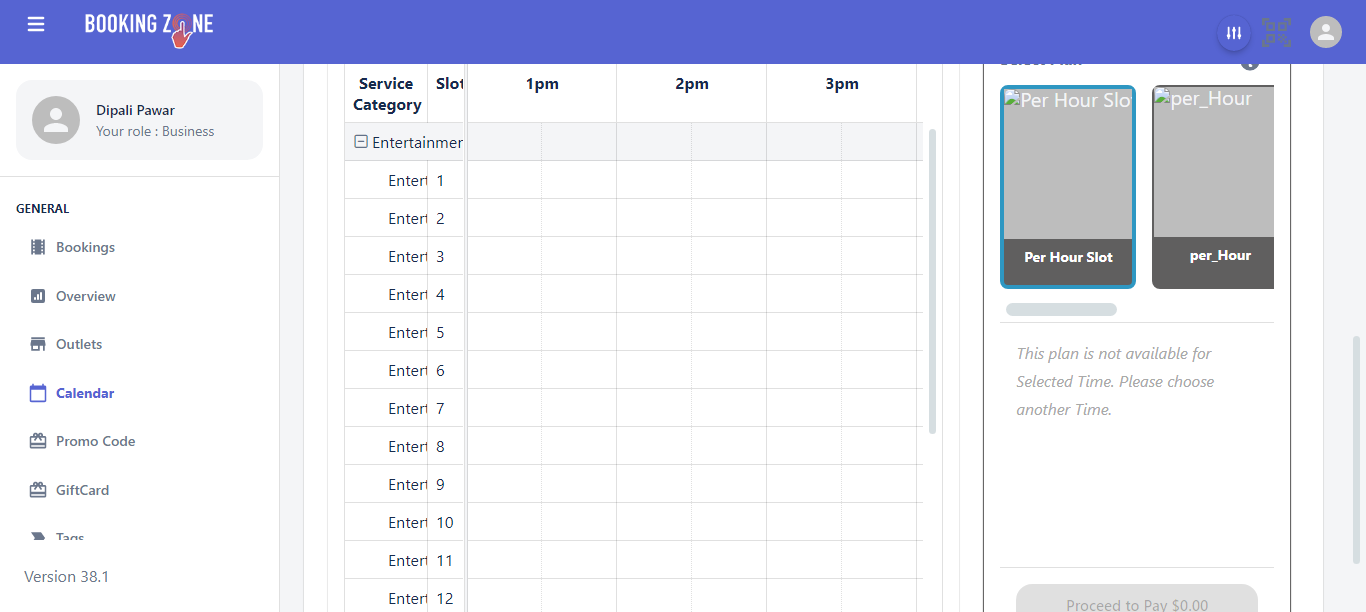 BOOKING ZONE
Dipali Pawar
Your role : Business
GENERAL
Bookings
Overview
Outlets
Calendar
Promo Code
GiftCard
Tags
Version 38.1
Service Category
Slot
1pm
2pm
3pm
Entertainmen
Entert 1
Entert 2
Entert 3
Entert 4
Entert 5
Entert 6
Entert 7
Entert 8
Entert 9
Entert 10
Entert 11
Entert 12
Select Plan
Per Hour Slo
per_Hour
Per Hour Slot
per_Hour
This plan is not available for
Selected Time. Please choose
another Time.
Proceed to Pay $0.00